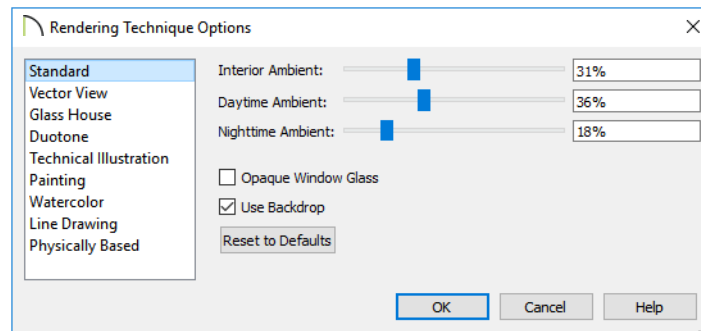 Rendering Technique Options
Standard
Vector View
Glass House
Duotone
Technical Illustration
Painting
Watercolor
Line Drawing
Physically Based
Interior Ambient: 31%
Daytime Ambient: 36%
Nighttime Ambient: 18%
Opaque Window Glass
Use Backdrop
Reset to Defaults
OK Cancel Help